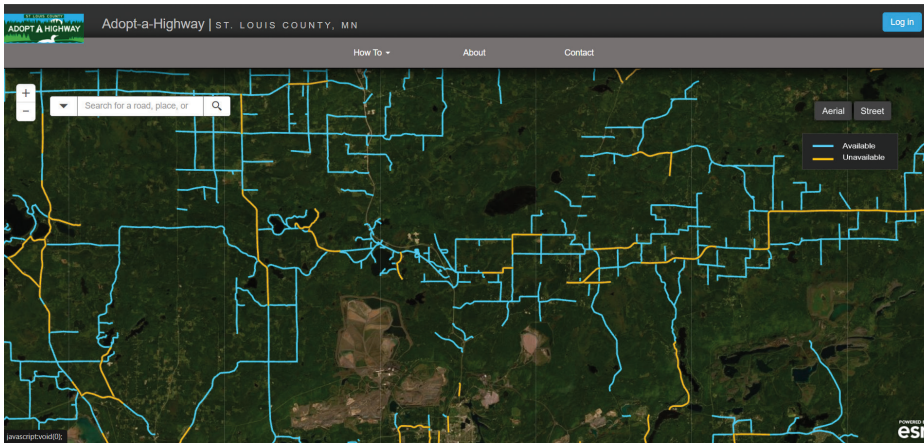 ST LOUIS COUNTY
ADOPT A HIGHWAY
Adopt-a-Highway | ST. LOUIS COUNTY, MN
Log in
How To
About
Contact
+
−
Search for a road, place, or
Aerial
Street
Available
Unavailable
javascript:void(0);
POWERED
esri